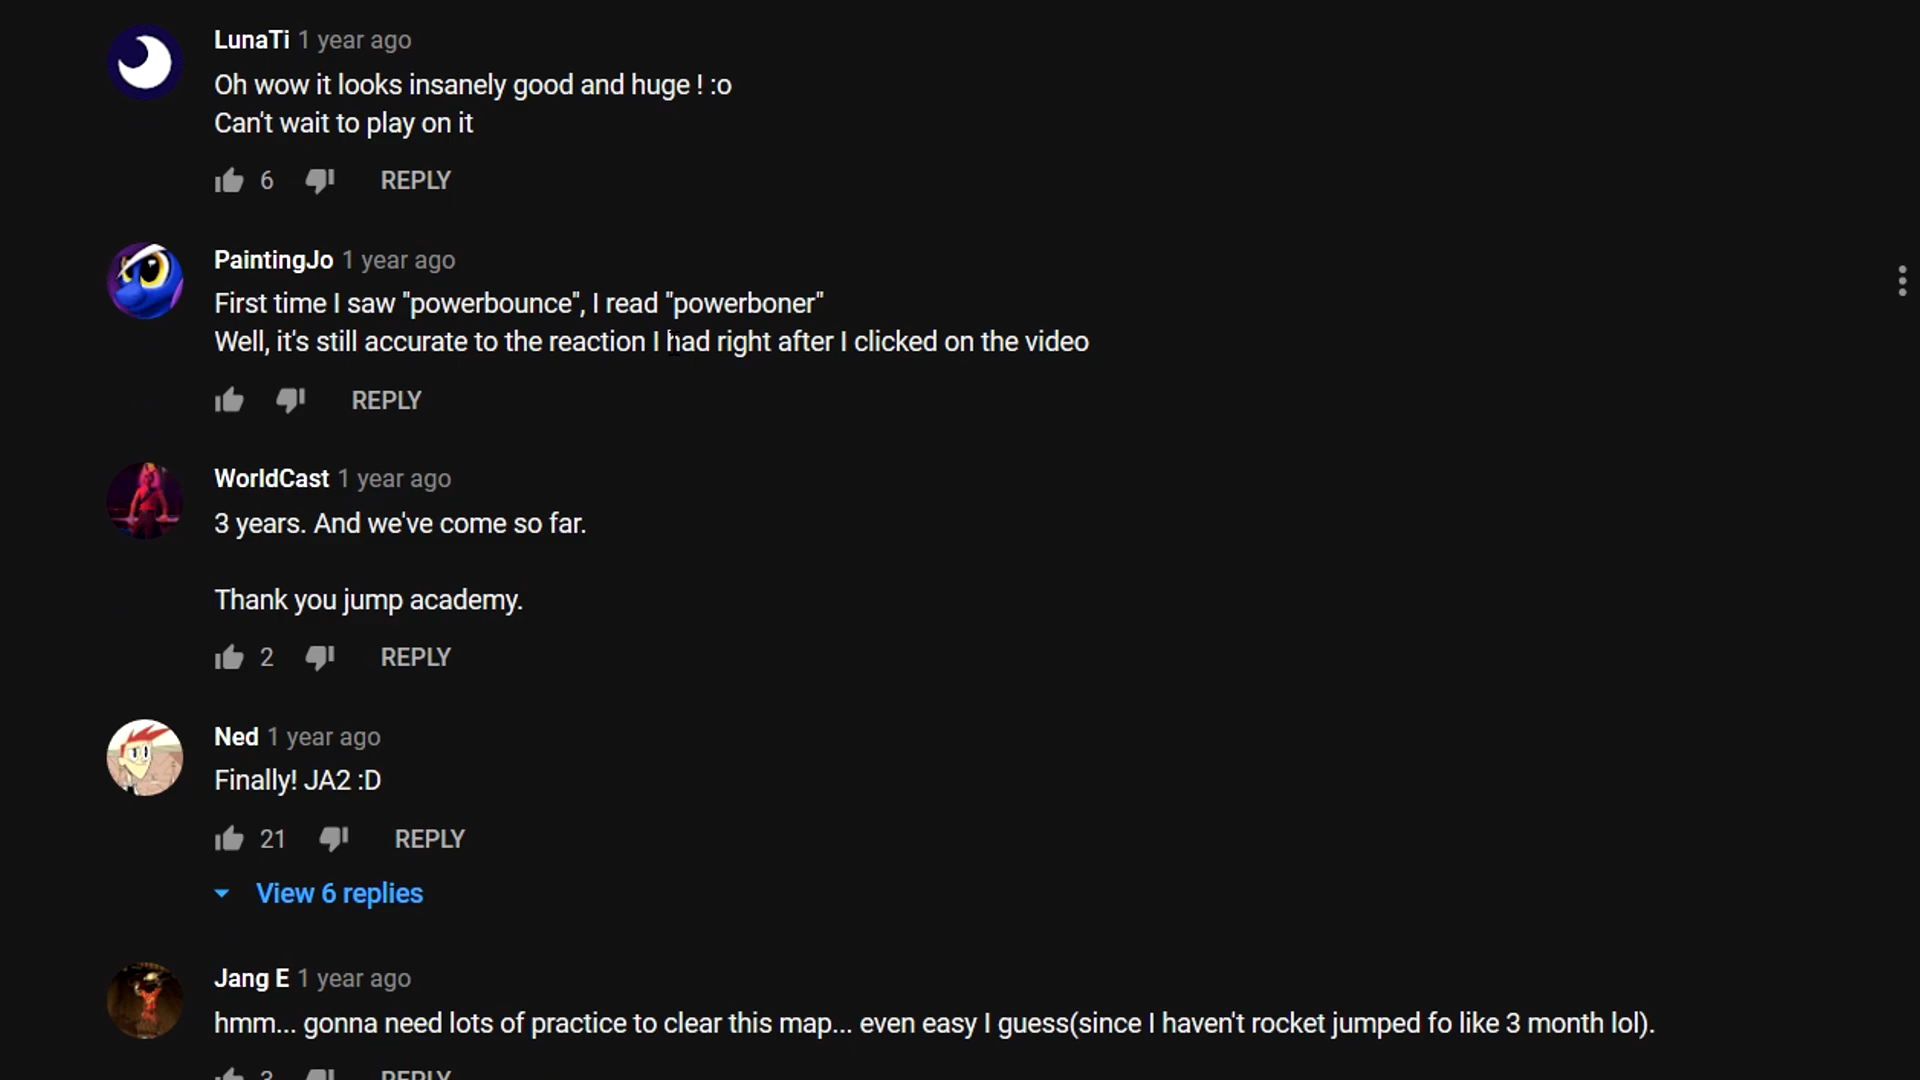 LunaTi 1 year ago
Oh wow it looks insanely good and huge ! :o
Can't wait to play on it
6 REPLY
PaintingJo 1 year ago
First time I saw "powerbounce", I read "powerboner"
Well, it's still accurate to the reaction I had right after I clicked on the video
REPLY
WorldCast 1 year ago
3 years. And we've come so far.
Thank you jump academy.
2 REPLY
Ned 1 year ago
Finally! JA2 :D
21 REPLY
View 6 replies
Jang E 1 year ago
hmm... gonna need lots of practice to clear this map... even easy I guess(since I haven't rocket jumped fo like 3 month lol).
3 REPLY